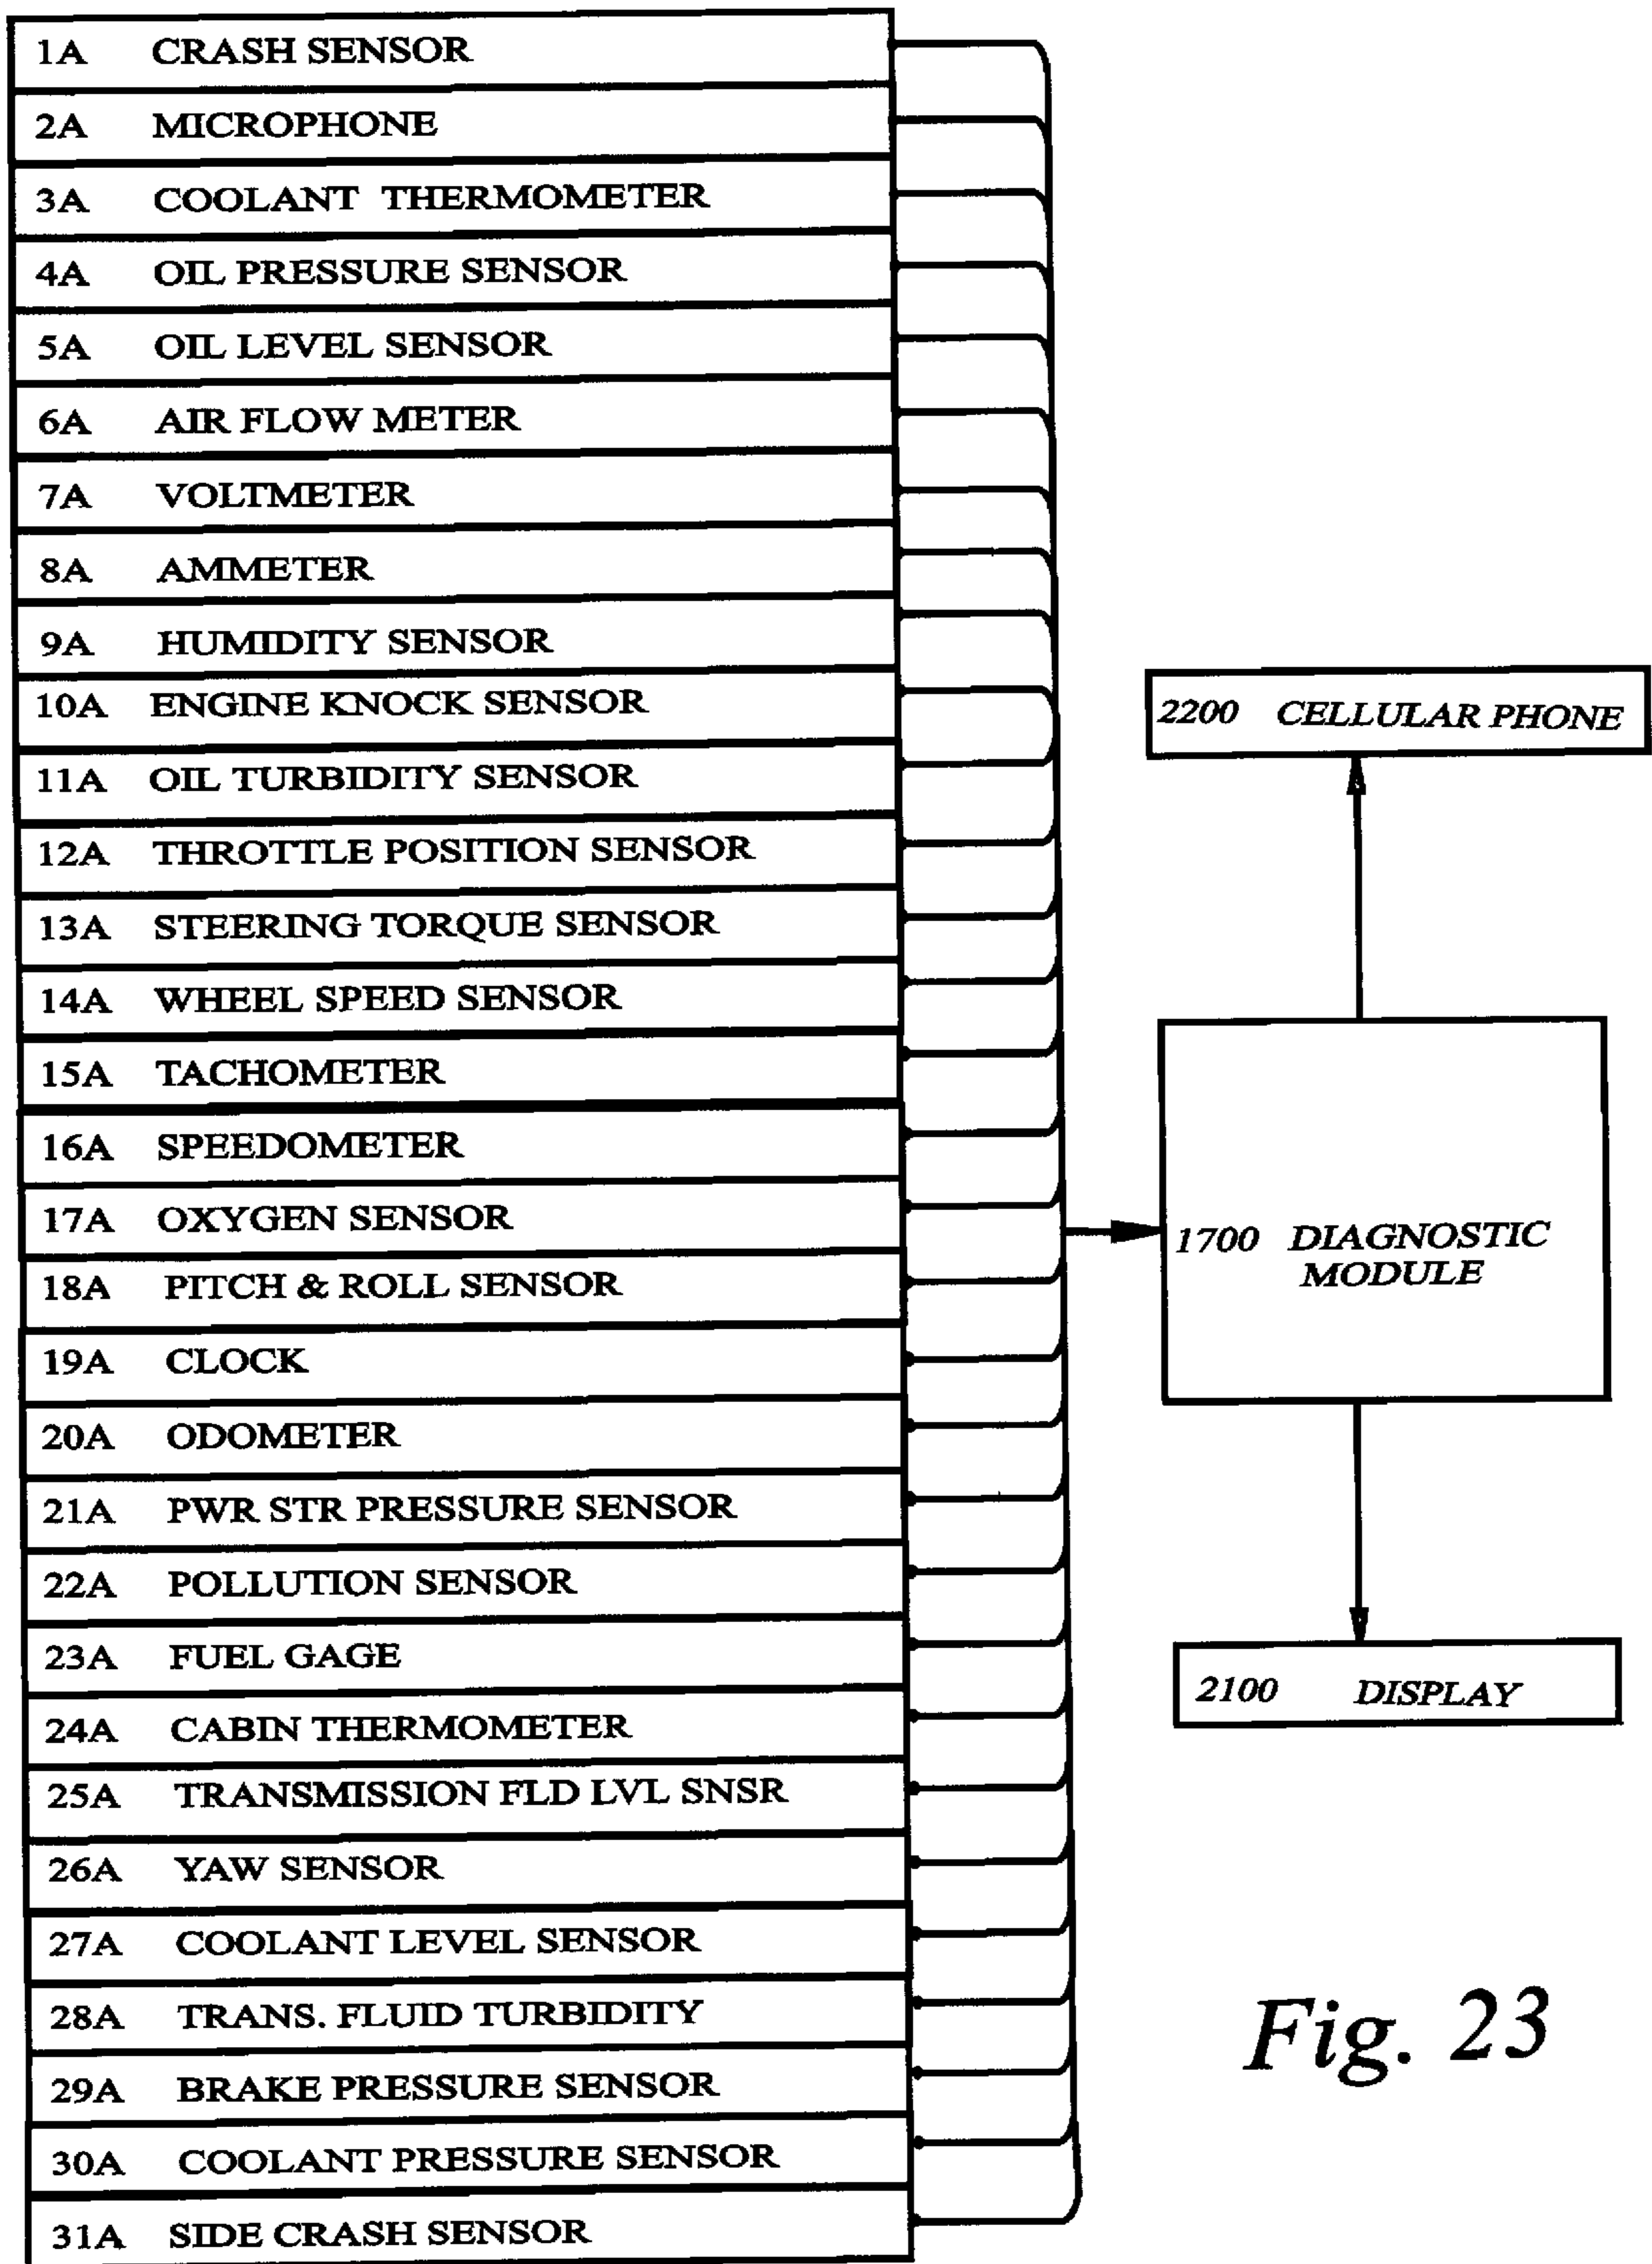 1A CRASH SENSOR
2A MICROPHONE
3A COOLANT THERMOMETER
4A OIL PRESSURE SENSOR
5A OIL LEVEL SENSOR
6A AIR FLOW METER
7A VOLTMETER
8A AMMETER
9A HUMIDITY SENSOR
10A ENGINE KNOCK SENSOR
11A OIL TURBIDITY SENSOR
12A THROTTLE POSITION SENSOR
13A STEERING TORQUE SENSOR
14A WHEEL SPEED SENSOR
15A TACHOMETER
16A SPEEDOMETER
17A OXYGEN SENSOR
18A PITCH & ROLL SENSOR
19A CLOCK
20A ODOMETER
21A PWR STR PRESSURE SENSOR
22A POLLUTION SENSOR
23A FUEL GAGE
24A CABIN THERMOMETER
25A TRANSMISSION FLD LVL SNSR
26A YAW SENSOR
27A COOLANT LEVEL SENSOR
28A TRANS. FLUID TURBIDITY
29A BRAKE PRESSURE SENSOR
30A COOLANT PRESSURE SENSOR
31A SIDE CRASH SENSOR
2200 CELLULAR PHONE
1700 DIAGNOSTIC
MODULE
2100 DISPLAY
Fig. 23